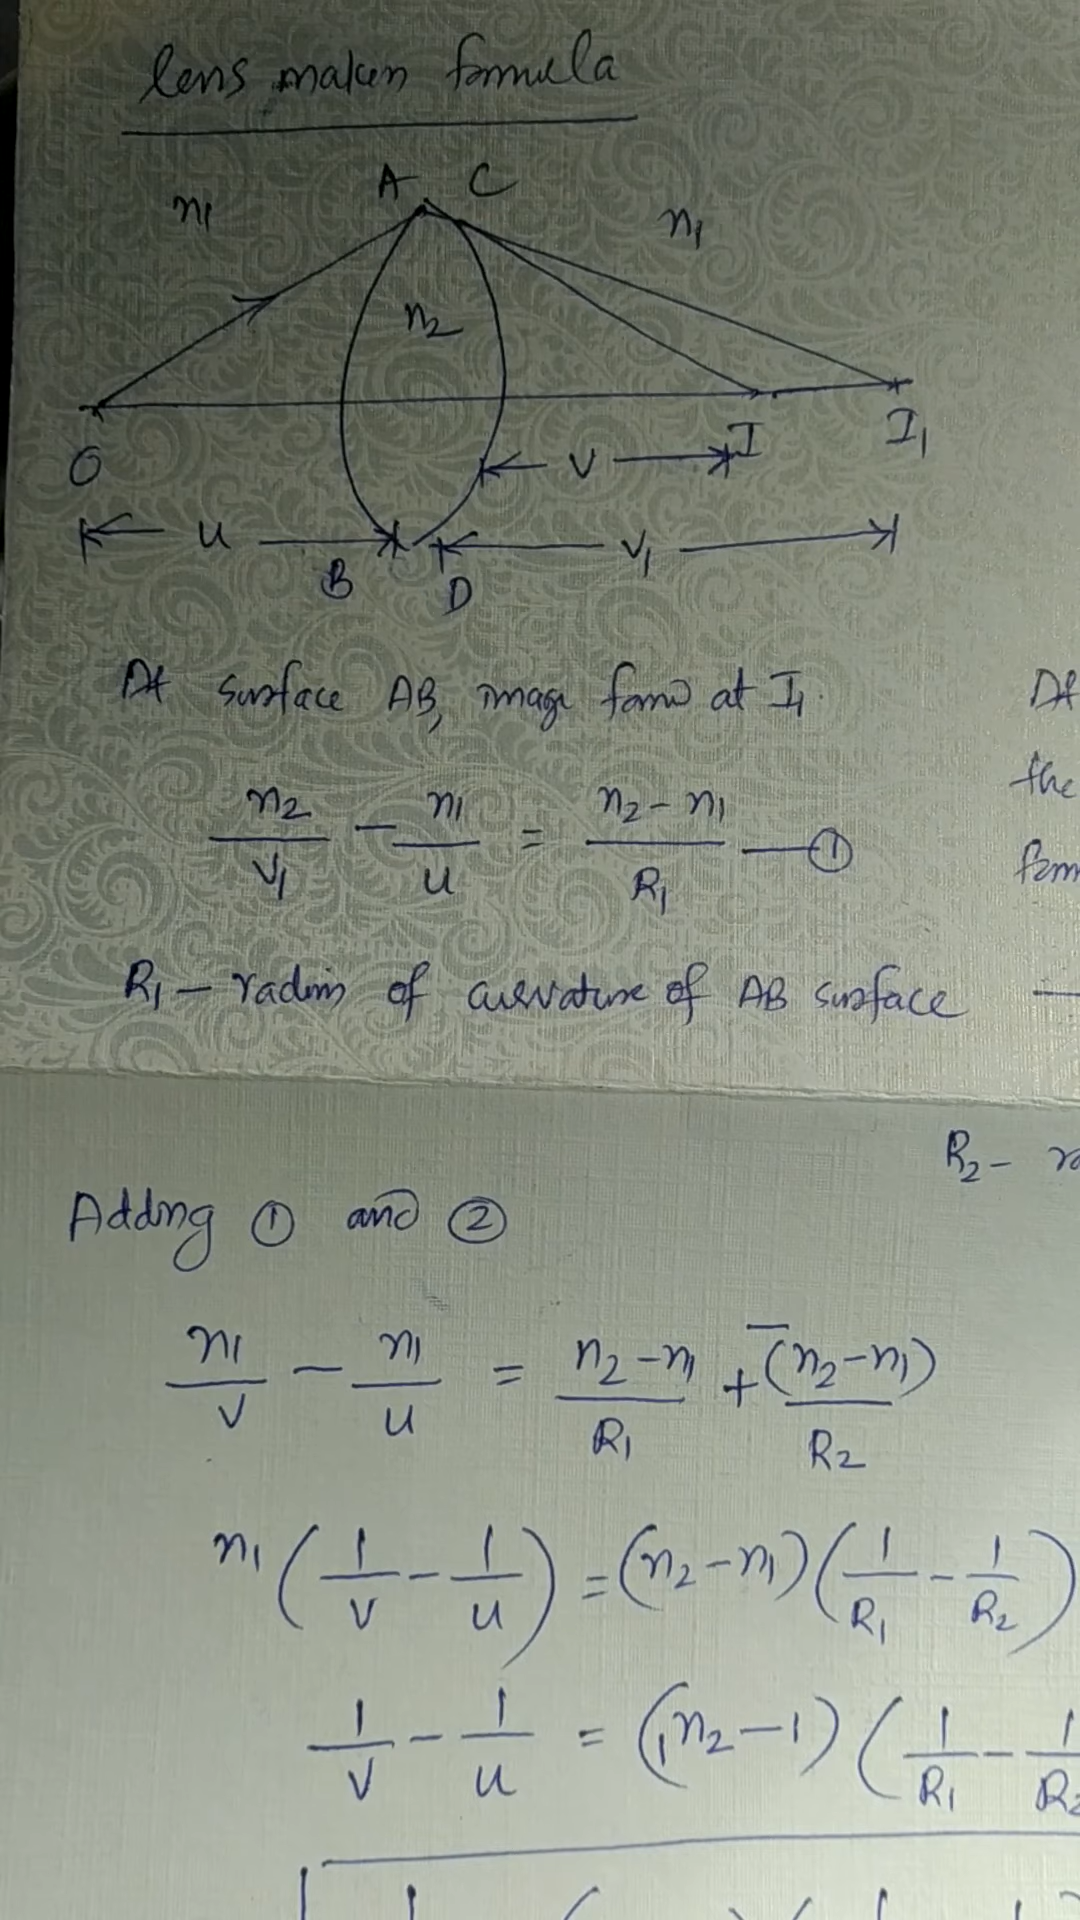 lens maker formula
A C
n₁ n₁
n₂
O I I₁
V
u V₁
B D
At surface AB, image form at I₁.
n₂/V₁ - n₁/u = (n₂ - n₁)/R₁ — ①
R₁ - radius of curvature of AB surface
At
the
R₂ -
Adding ① and ②
n₁/V - n₁/u = (n₂ - n₁)/R₁ + -(n₂ - n₁)/R₂
n₁(1/V - 1/u) = (n₂ - n₁)(1/R₁ - 1/R₂)
1/V - 1/u = (₁n₂ - 1)(1/R₁ - 1/R₂